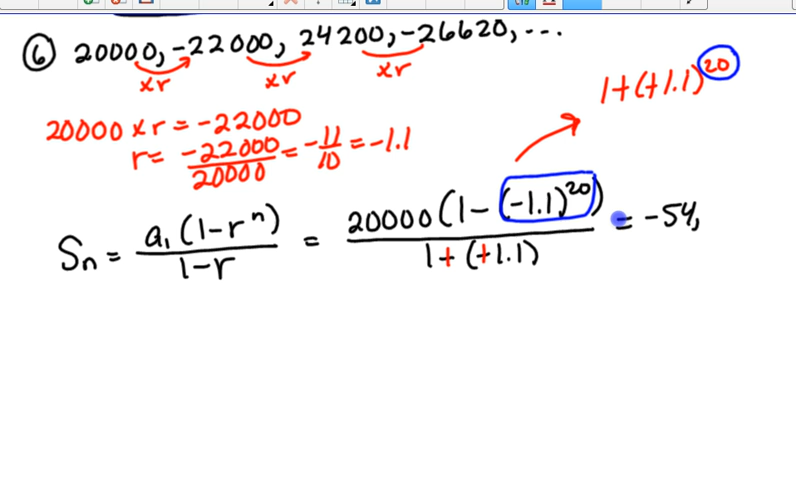 ⑥ 20000, -22000, 24200, -26620, ...
xr xr xr
1+(+1.1)^20
20000 x r = -22000
r = -22000/20000 = -11/10 = -1.1
Sn = a₁(1-r^n)/1-r = 20000(1-(-1.1)^20)/1+(+1.1) = -54,